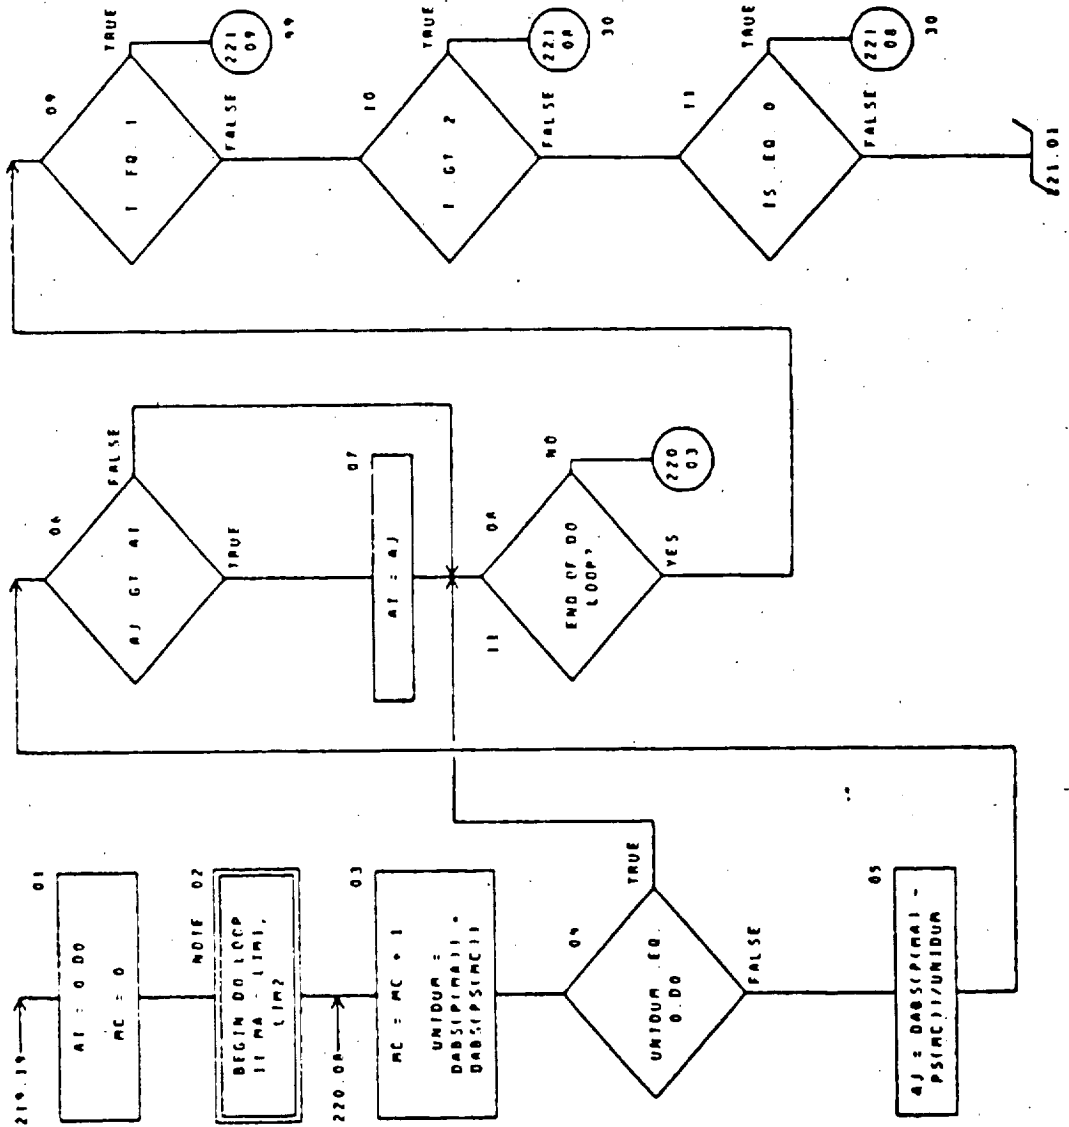 219.19
01
AI = 0.D0
MC = 0
NOTE 02
BEGIN DO LOOP
11 MA = LIM1,
LIM2
220.08
03
MC = MC + 1
UNIDUM =
DABS(P(MA)) +
DABS(PS(MC))
04
UNIDUM .EQ.
0.D0
TRUE
FALSE
05
AJ = DABS(P(MA) -
PS(MC))/UNIDUM
06
AJ GT AI
FALSE
TRUE
07
AI = AJ
11
08
END OF DO
LOOP?
NO
220
03
YES
09
I EQ 1
TRUE
221
09
99
FALSE
10
I GT 2
TRUE
221
08
30
FALSE
11
IS .EQ 0
TRUE
221
08
30
FALSE
221.01